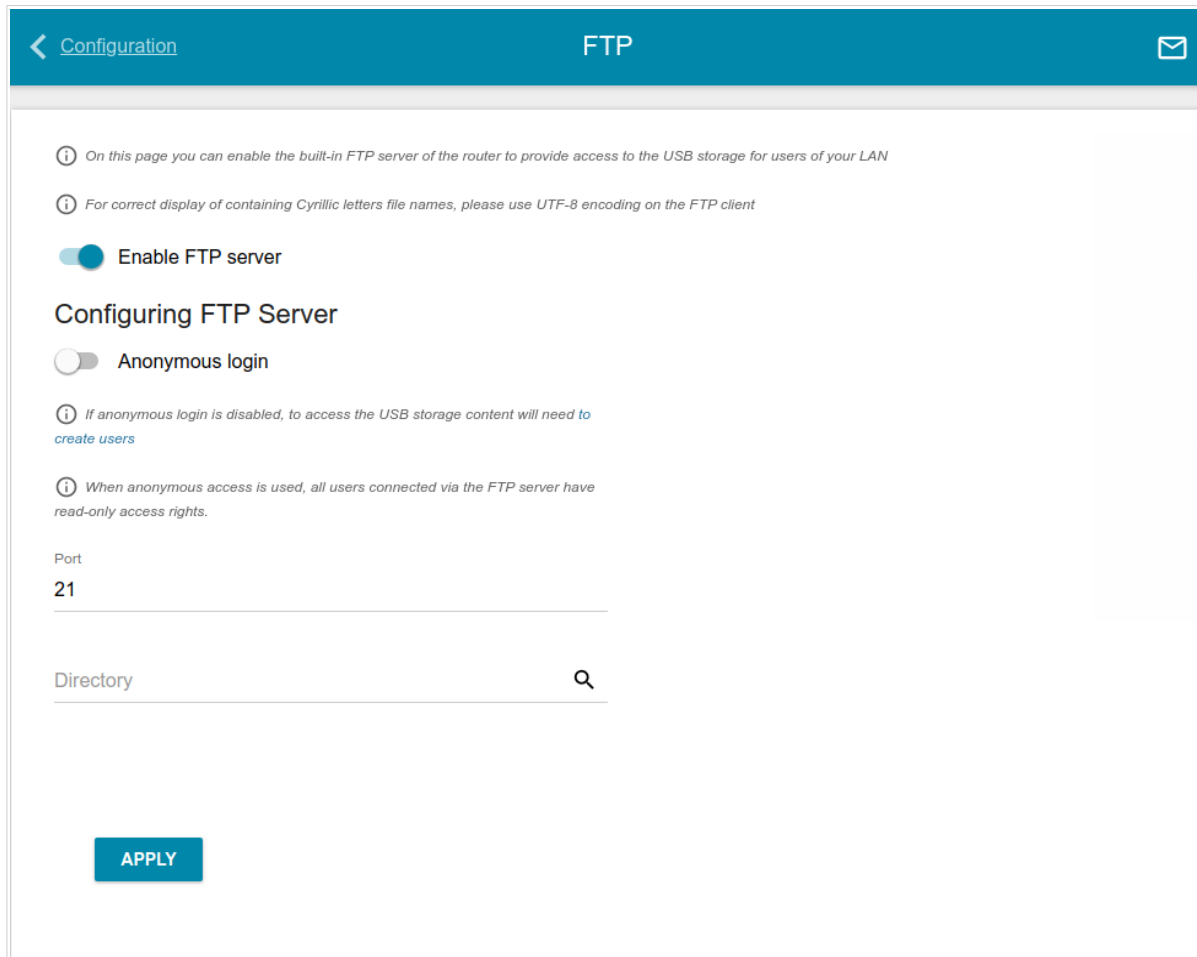 Configuration
FTP
On this page you can enable the built-in FTP server of the router to provide access to the USB storage for users of your LAN
For correct display of containing Cyrillic letters file names, please use UTF-8 encoding on the FTP client
Enable FTP server
Configuring FTP Server
Anonymous login
If anonymous login is disabled, to access the USB storage content will need to
create users
When anonymous access is used, all users connected via the FTP server have
read-only access rights.
Port
21
Directory
APPLY